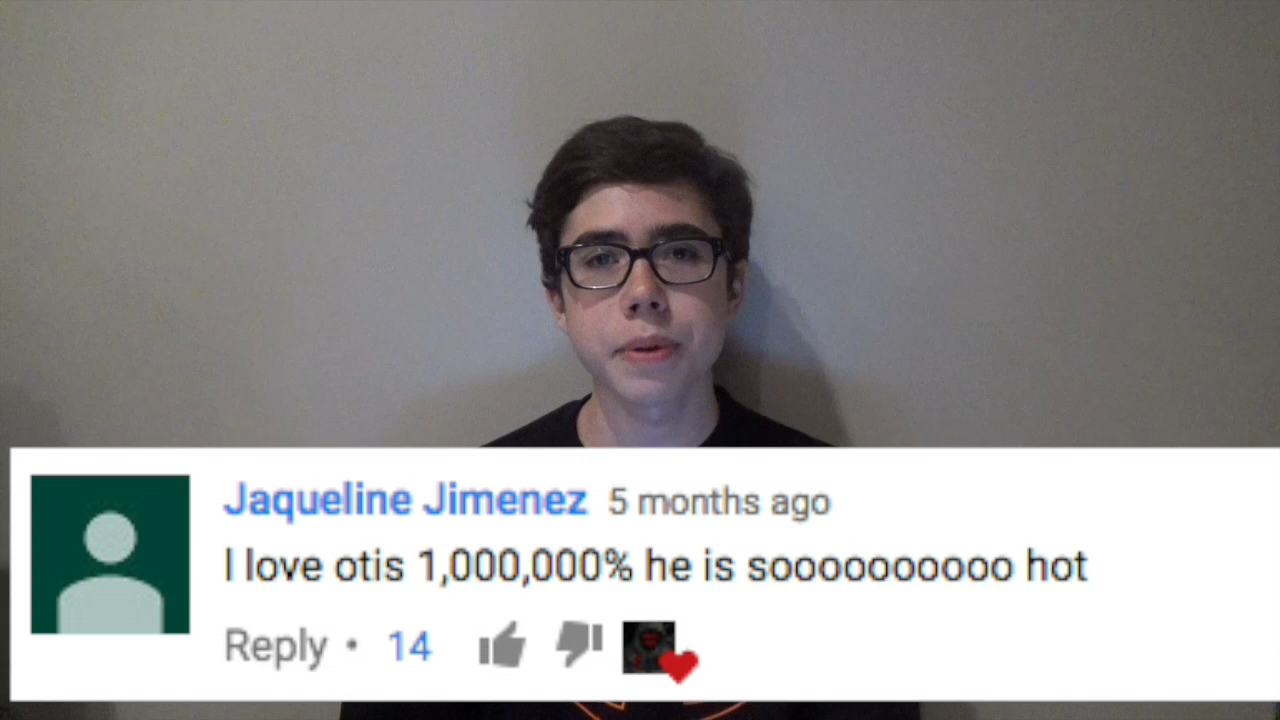 Jaqueline Jimenez 5 months ago
I love otis 1,000,000% he is soooooooooo hot
Reply • 14